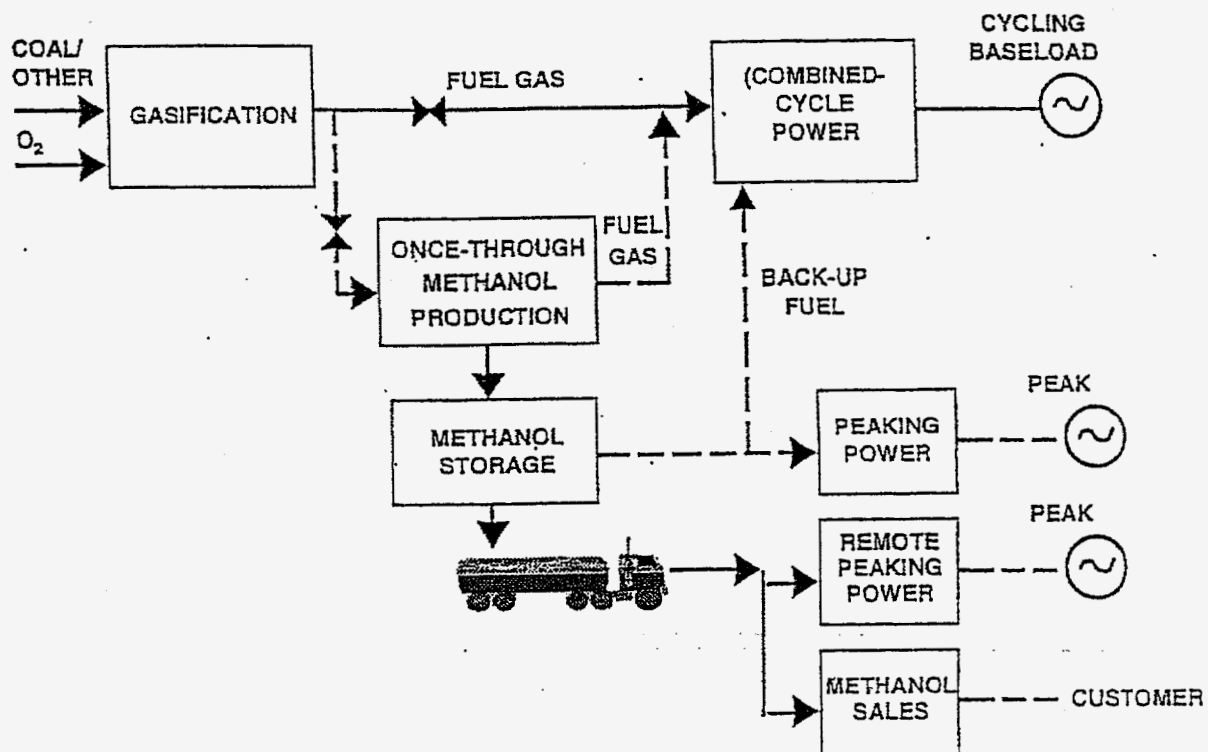 COAL/
OTHER
O2
GASIFICATION
FUEL GAS
(COMBINED-
CYCLE
POWER
CYCLING
BASELOAD
ONCE-THROUGH
METHANOL
PRODUCTION
FUEL
GAS
BACK-UP
FUEL
METHANOL
STORAGE
PEAKING
POWER
PEAK
REMOTE
PEAKING
POWER
PEAK
METHANOL
SALES
CUSTOMER